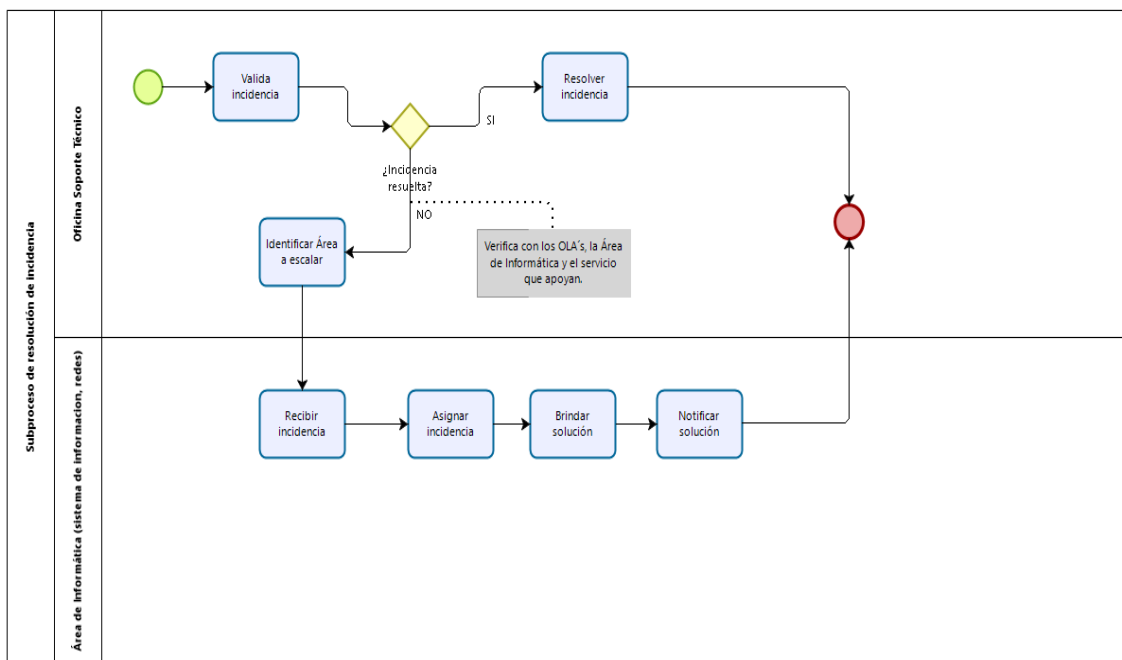 Subproceso de resolución de incidencia
Oficina Soporte Técnico
Valida
incidencia
Resolver
incidencia
SI
¿Incidencia
resuelta?
NO
Identificar Área
a escalar
Verifica con los OLA´s, la Área
de Informática y el servicio
que apoyan.
Área de Informática (sistema de informacion, redes)
Recibir
incidencia
Asignar
incidencia
Brindar
solución
Notificar
solución